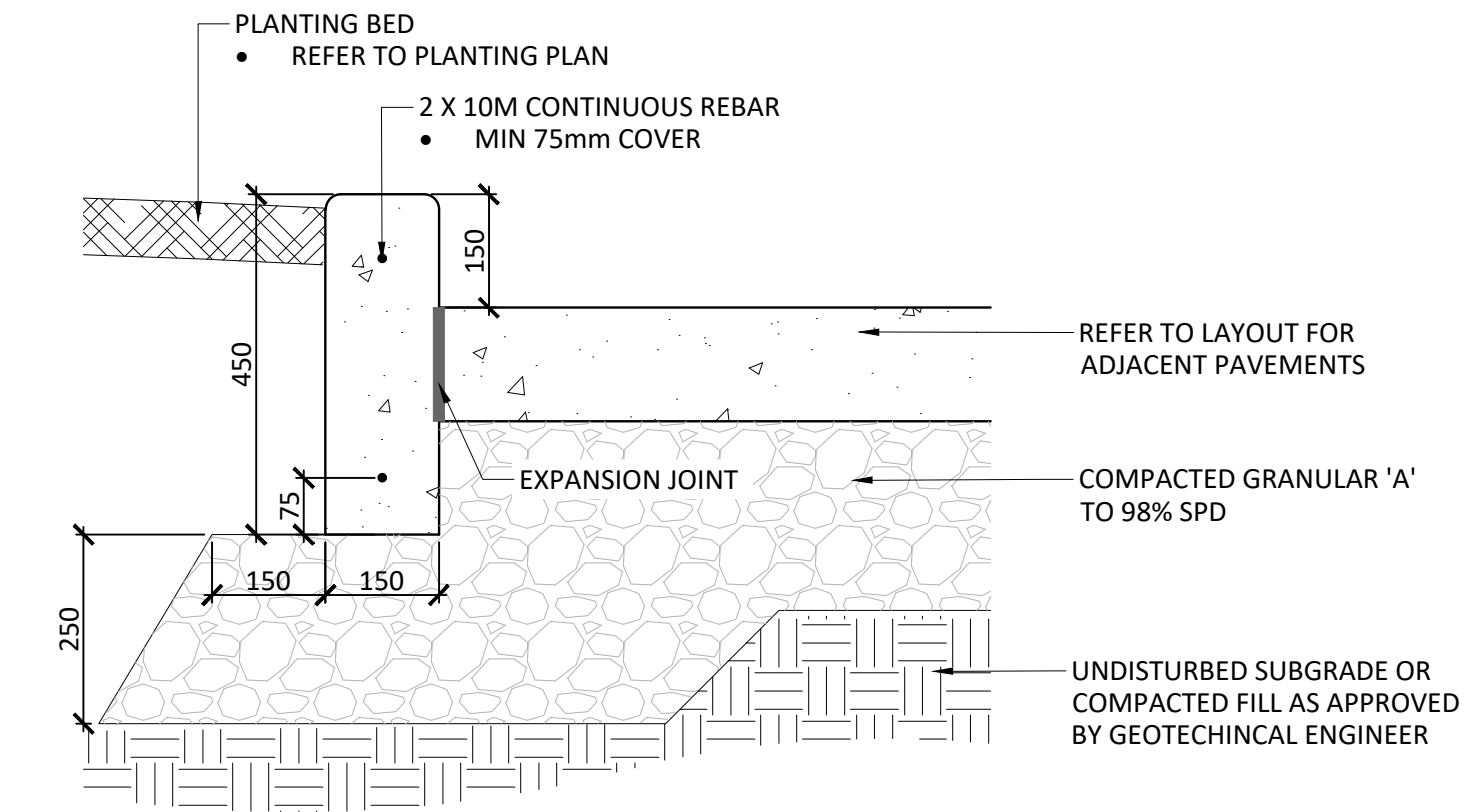 PLANTING BED
• REFER TO PLANTING PLAN
2 X 10M CONTINUOUS REBAR
• MIN 75mm COVER
150
450
REFER TO LAYOUT FOR
ADJACENT PAVEMENTS
EXPANSION JOINT
COMPACTED GRANULAR 'A'
TO 98% SPD
75
150
150
250
UNDISTURBED SUBGRADE OR
COMPACTED FILL AS APPROVED
BY GEOTECHINCAL ENGINEER